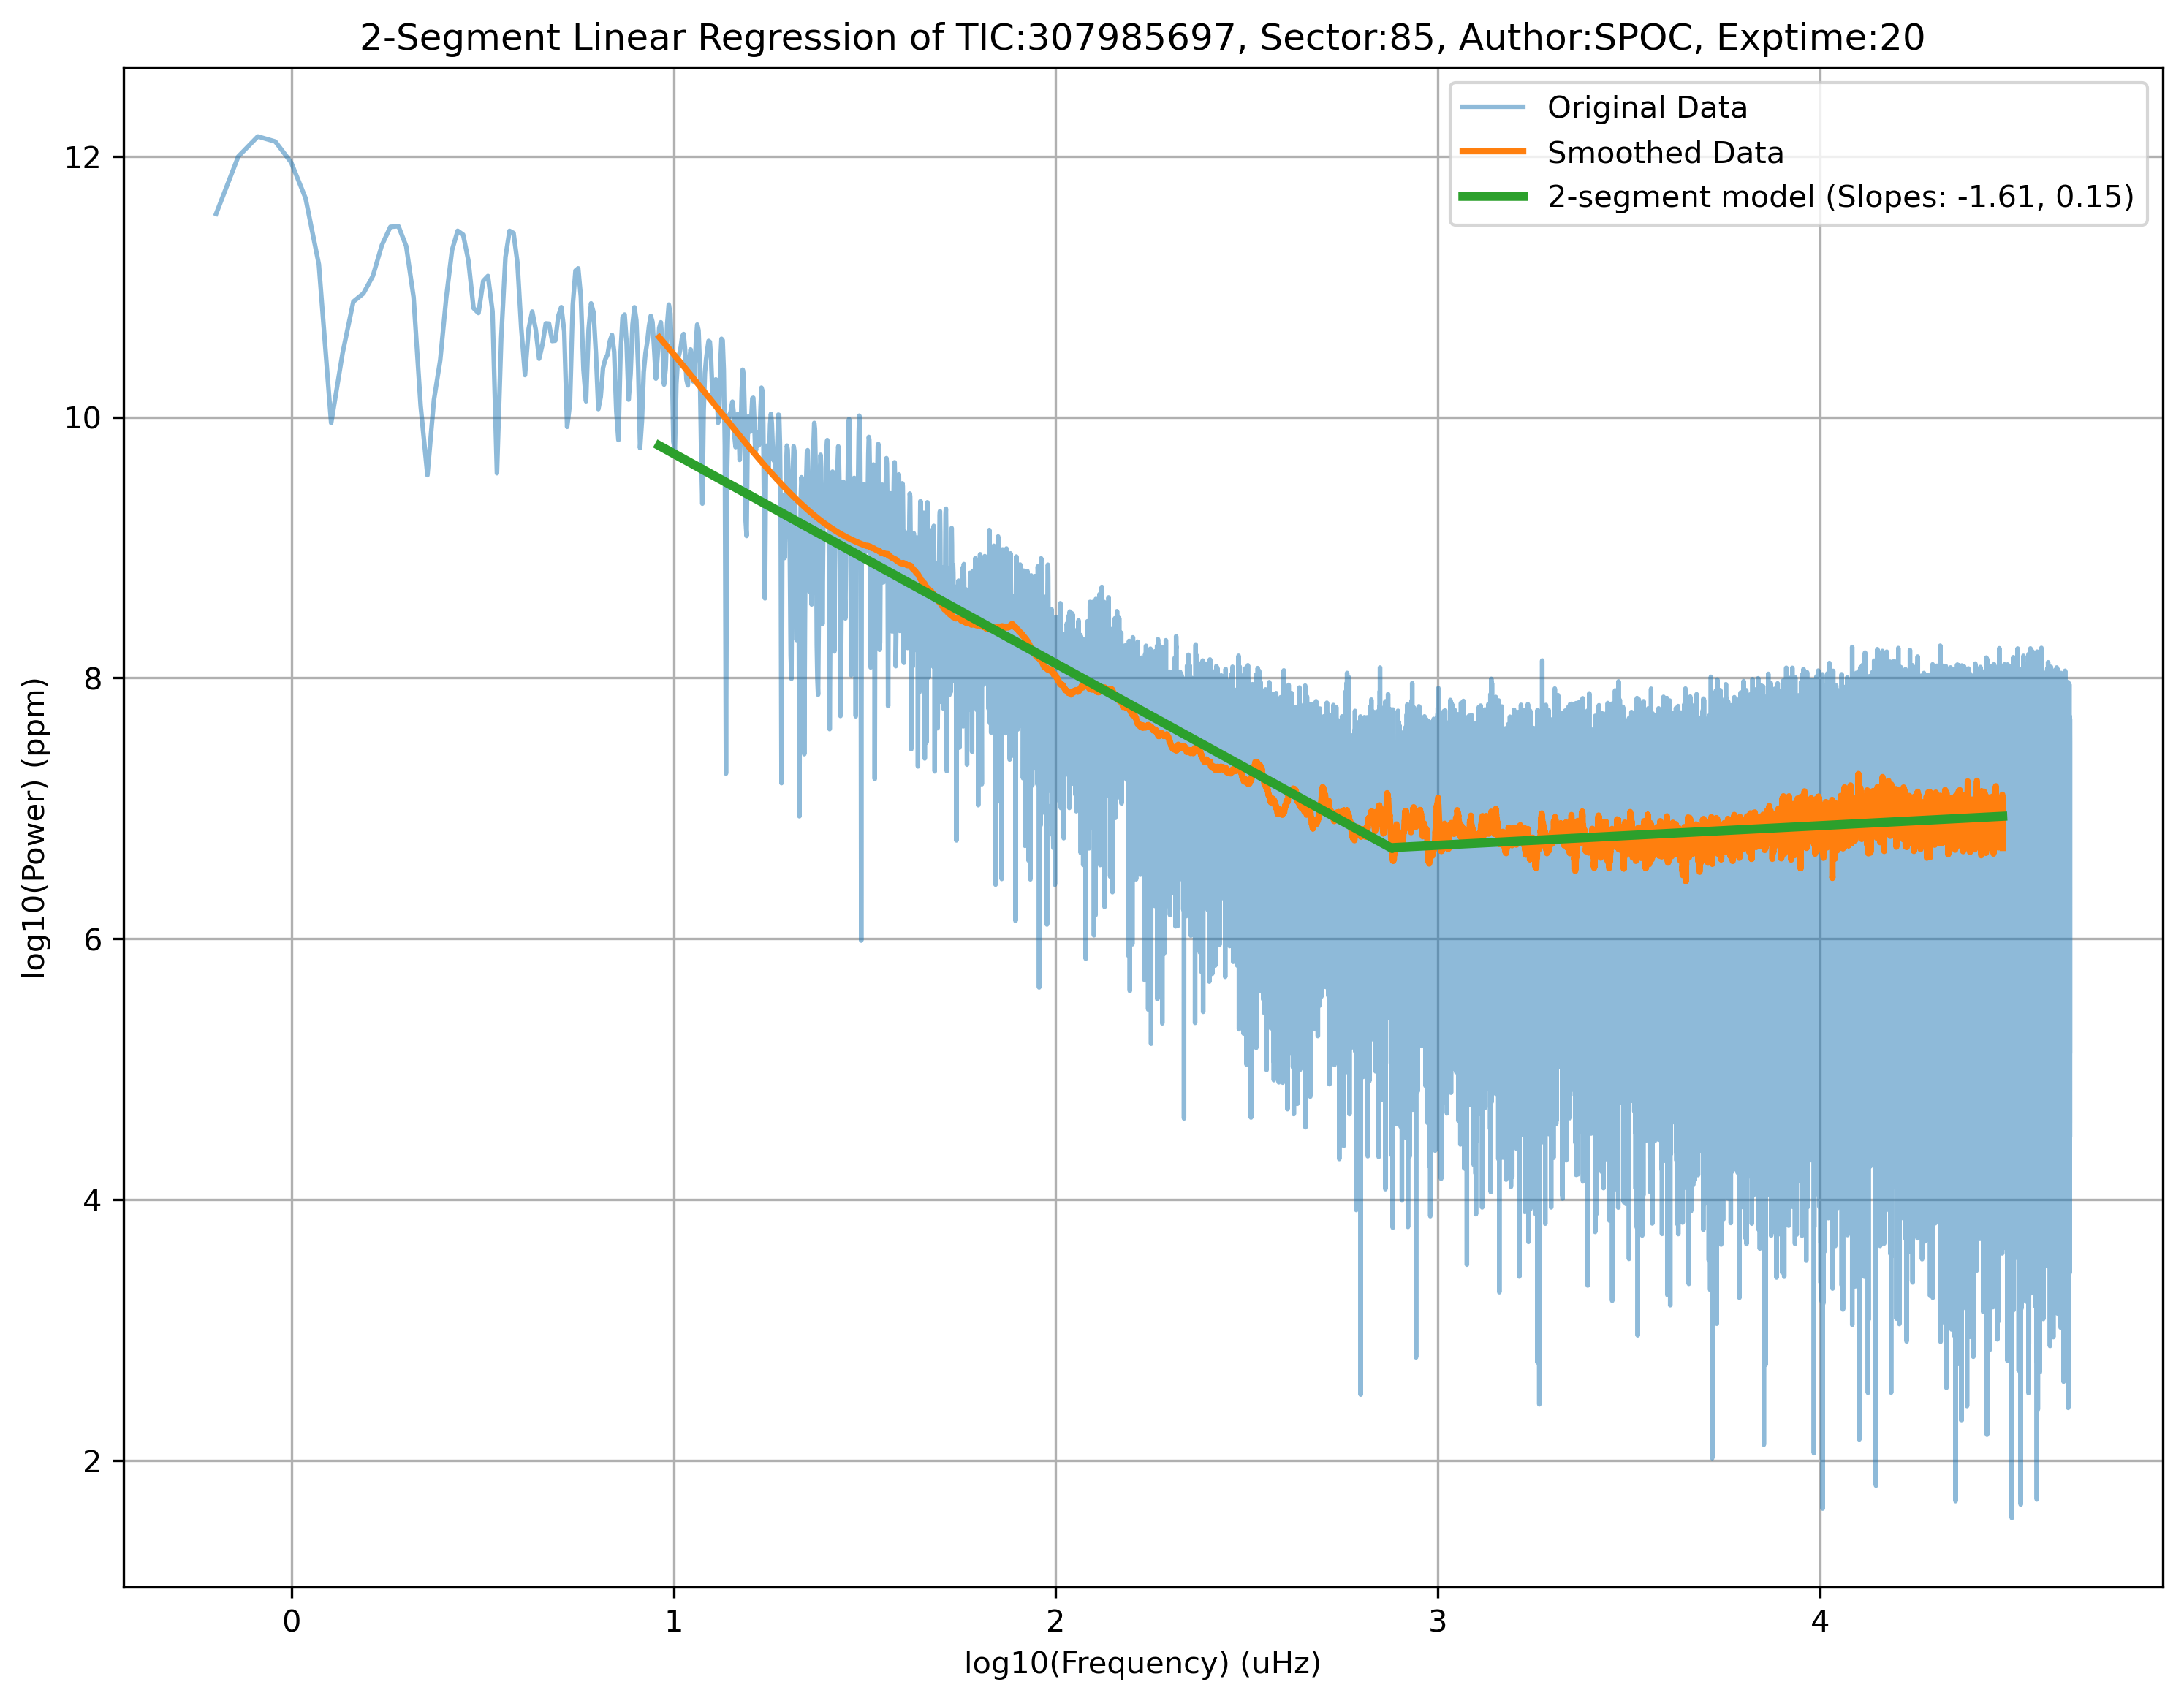 2-Segment Linear Regression of TIC:307985697, Sector:85, Author:SPOC, Exptime:20
Original Data
Smoothed Data
2-segment model (Slopes: -1.61, 0.15)
log10(Power) (ppm)
12
10
8
6
4
2
0 1 2 3 4
log10(Frequency) (uHz)